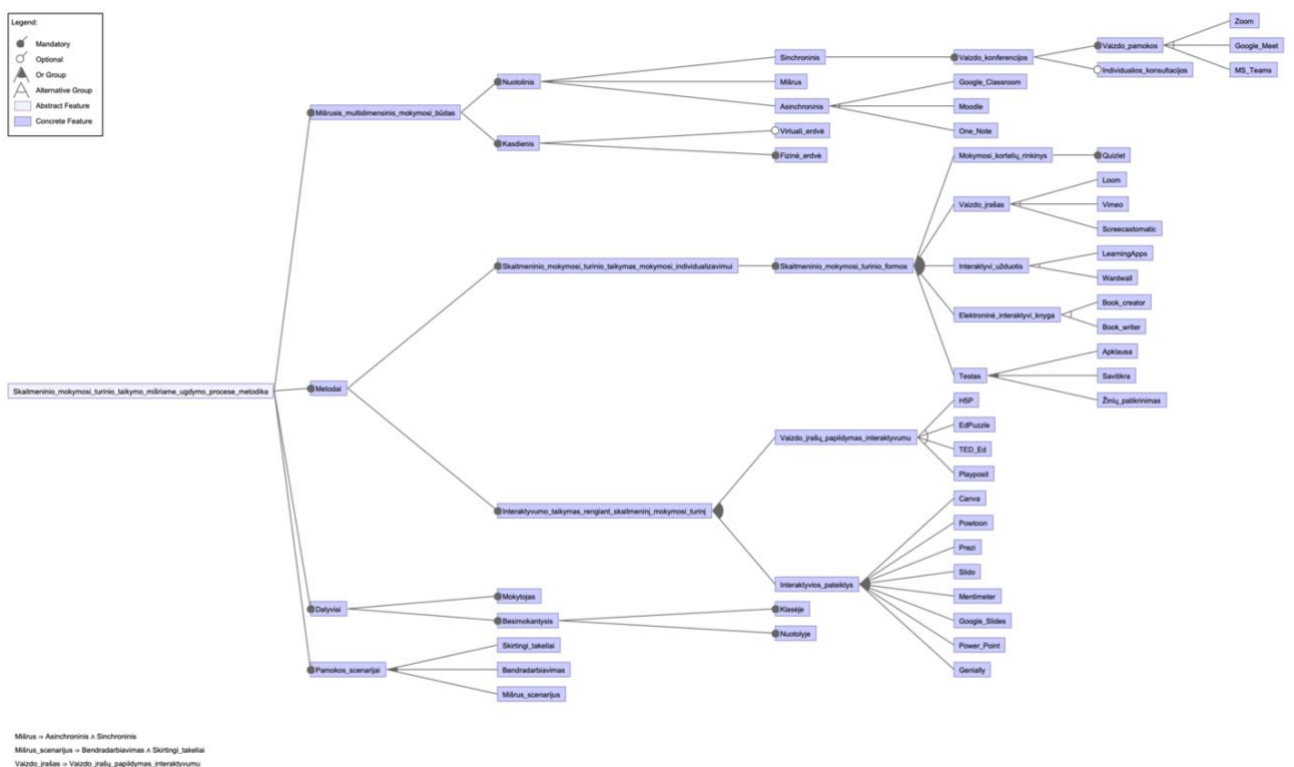 Legend:
Mandatory
Optional
Or Group
Alternative Group
Abstract Feature
Concrete Feature
Skaitmeninio_mokymosi_turinio_taikymo_mišriame_ugdymo_procese_metodika
Mišrusis_multidimensinis_mokymosi_būdas
Nuotolinis
Sinchroninis
Vaizdo_konferencijos
Vaizdo_pamokos
Zoom
Google_Meet
MS_Teams
Individualios_konsultacijos
Mišrus
Asinchroninis
Google_Classroom
Moodle
One_Note
Kasdienis
Virtuali_erdvė
Fizinė_erdvė
Metodai
Skaitmeninio_mokymosi_turinio_taikymas_mokymosi_individualizavimui
Skaitmeninio_mokymosi_turinio_formos
Mokymosi_kortelių_rinkinys
Quizlet
Vaizdo_įrašas
Loom
Vimeo
Screecastomatic
Interaktyvi_užduotis
LearningApps
Wardwall
Elektroninė_interaktyvi_knyga
Book_creator
Book_writer
Testas
Apklausa
Savitikra
Žinių_patikrinimas
Interaktyvumo_taikymas_rengiant_skaitmeninį_mokymosi_turinį
Vaizdo_įrašų_papildymas_interaktyvumu
H5P
EdPuzzle
TED_Ed
Playposit
Interaktyvios_pateiktys
Canva
Powtoon
Prezi
Slido
Mentimeter
Google_Slides
Power_Point
Genially
Dalyviai
Mokytojas
Besimokantysis
Klasėje
Nuotolyje
Pamokos_scenarijai
Skirtingi_takeliai
Bendradarbiavimas
Mišrus_scenarijus
Mišrus ⇒ Asinchroninis ∧ Sinchroninis
Mišrus_scenarijus ⇒ Bendradarbiavimas ∧ Skirtingi_takeliai
Vaizdo_įrašas ⇒ Vaizdo_įrašų_papildymas_interaktyvumu